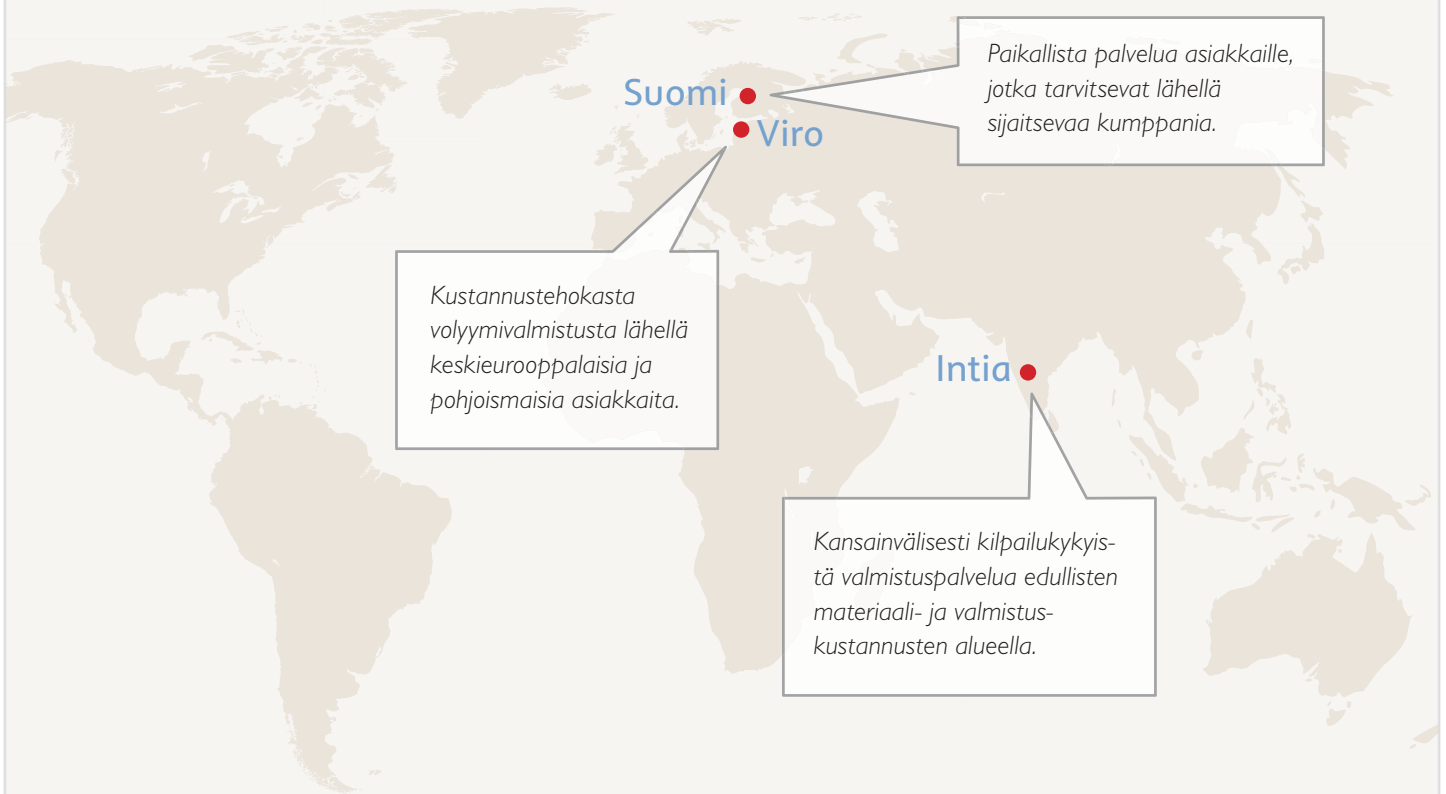 Paikallista palvelua asiakkaille,
jotka tarvitsevat lähellä
sijaitsevaa kumppania.
Suomi
Viro
Kustannustehokasta
volyymivalmistusta lähellä
keskieurooppalaisia ja
pohjoismaisia asiakkaita.
Intia
Kansainvälisesti kilpailukykyis-
tä valmistuspalvelua edullisten
materiaali- ja valmistus-
kustannusten alueella.